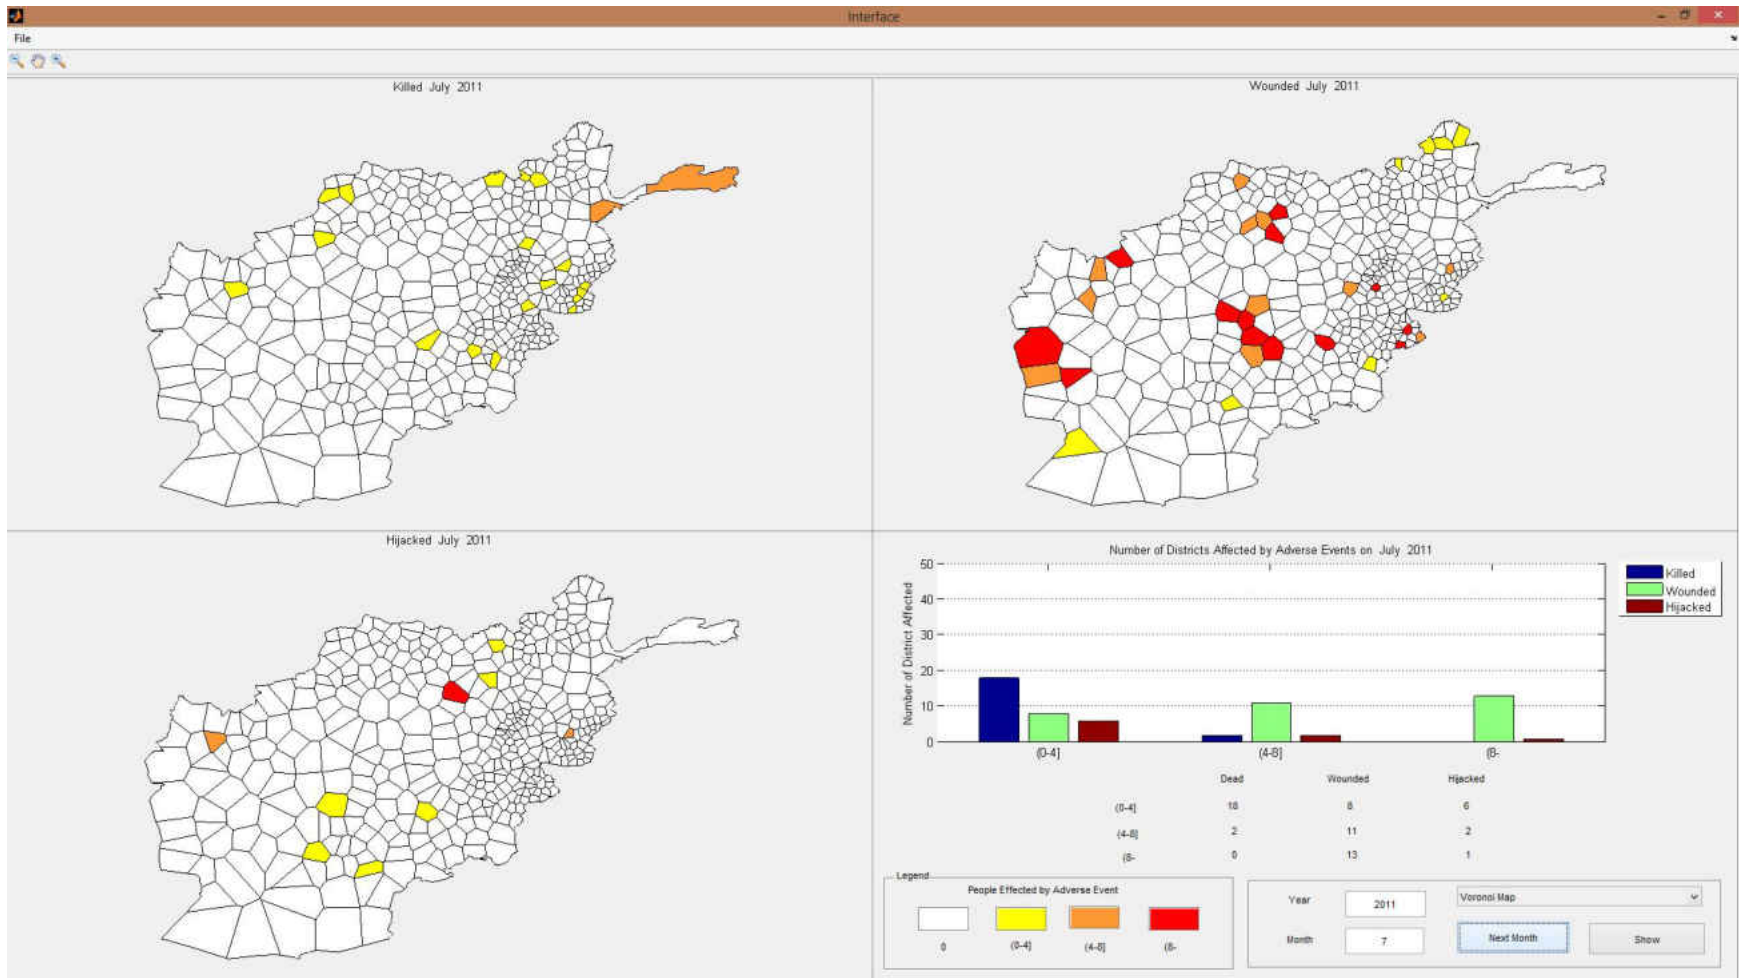 Interface
File
Killed July 2011
Wounded July 2011
Hijacked July 2011
Number of Districts Affected by Adverse Events on July 2011
Number of District Affected
50
40
30
20
10
0
(0-4]
(4-8]
(8-
Killed
Wounded
Hijacked
Dead Wounded Hijacked
(0-4] 18 8 6
(4-8] 2 11 2
(8- 0 13 1
Legend
People Effected by Adverse Event
0 (0-4] (4-8] (8-
Year 2011 Voronoi Map
Month 7 Next Month Show